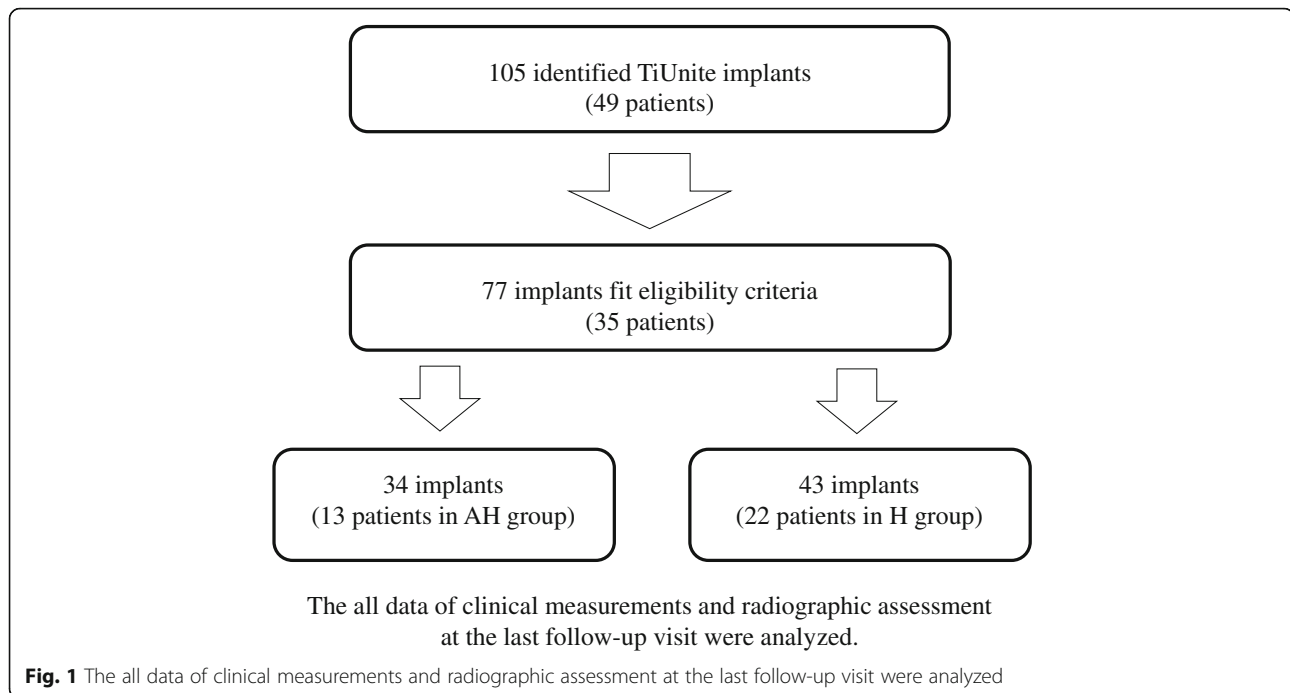 105 identified TiUnite implants
(49 patients)
77 implants fit eligibility criteria
(35 patients)
34 implants
(13 patients in AH group)
43 implants
(22 patients in H group)
The all data of clinical measurements and radiographic assessment
at the last follow-up visit were analyzed.
Fig. 1 The all data of clinical measurements and radiographic assessment at the last follow-up visit were analyzed